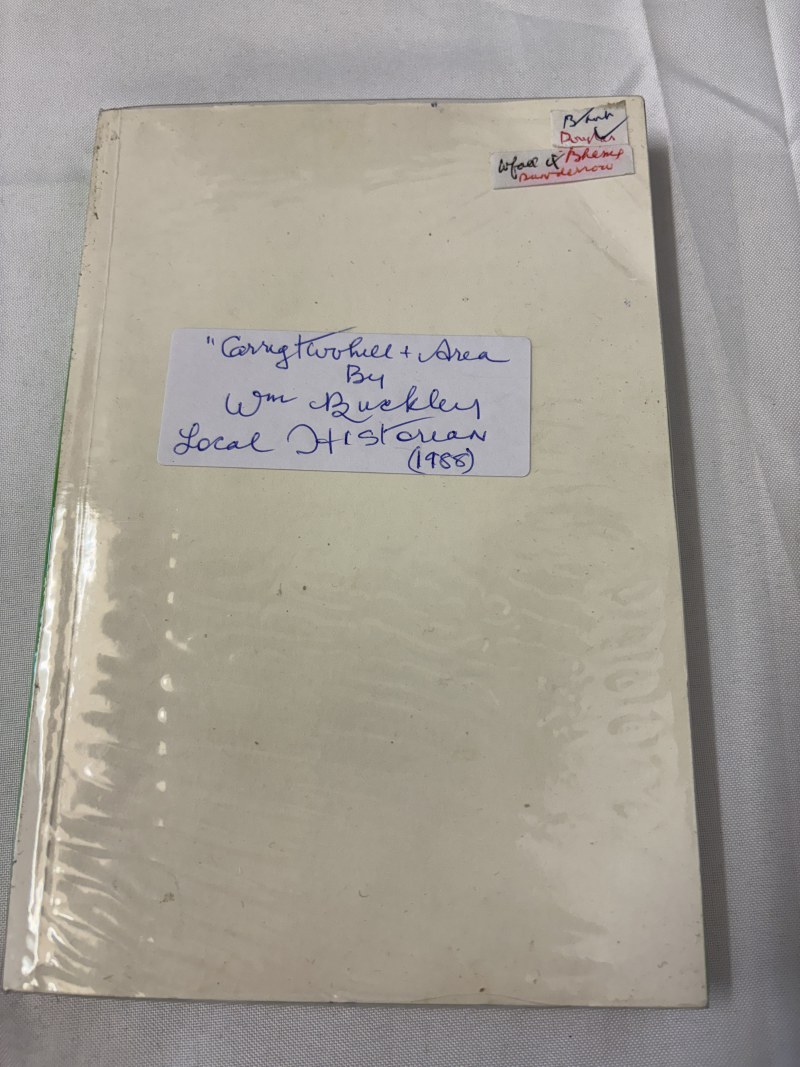 "Carrigtwohill + Area
By
Wm Buckley
Local Historian
(1988)